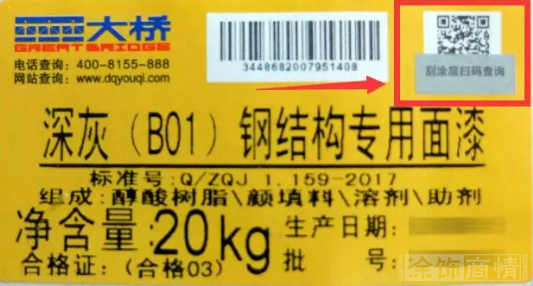 大桥
GREAT BRIDGE
电话查询：400-8155-888
网站查询：www.dqyouqi.com
3448682007951408
刮涂层扫码查询
深灰（B01）钢结构专用面漆
标准号：Q/ZQJ 1.159-2017
组成：醇酸树脂\颜填料\溶剂\助剂
净含量:20kg
生产日期:
合格证：(合格03)
批 号：
余饰商情